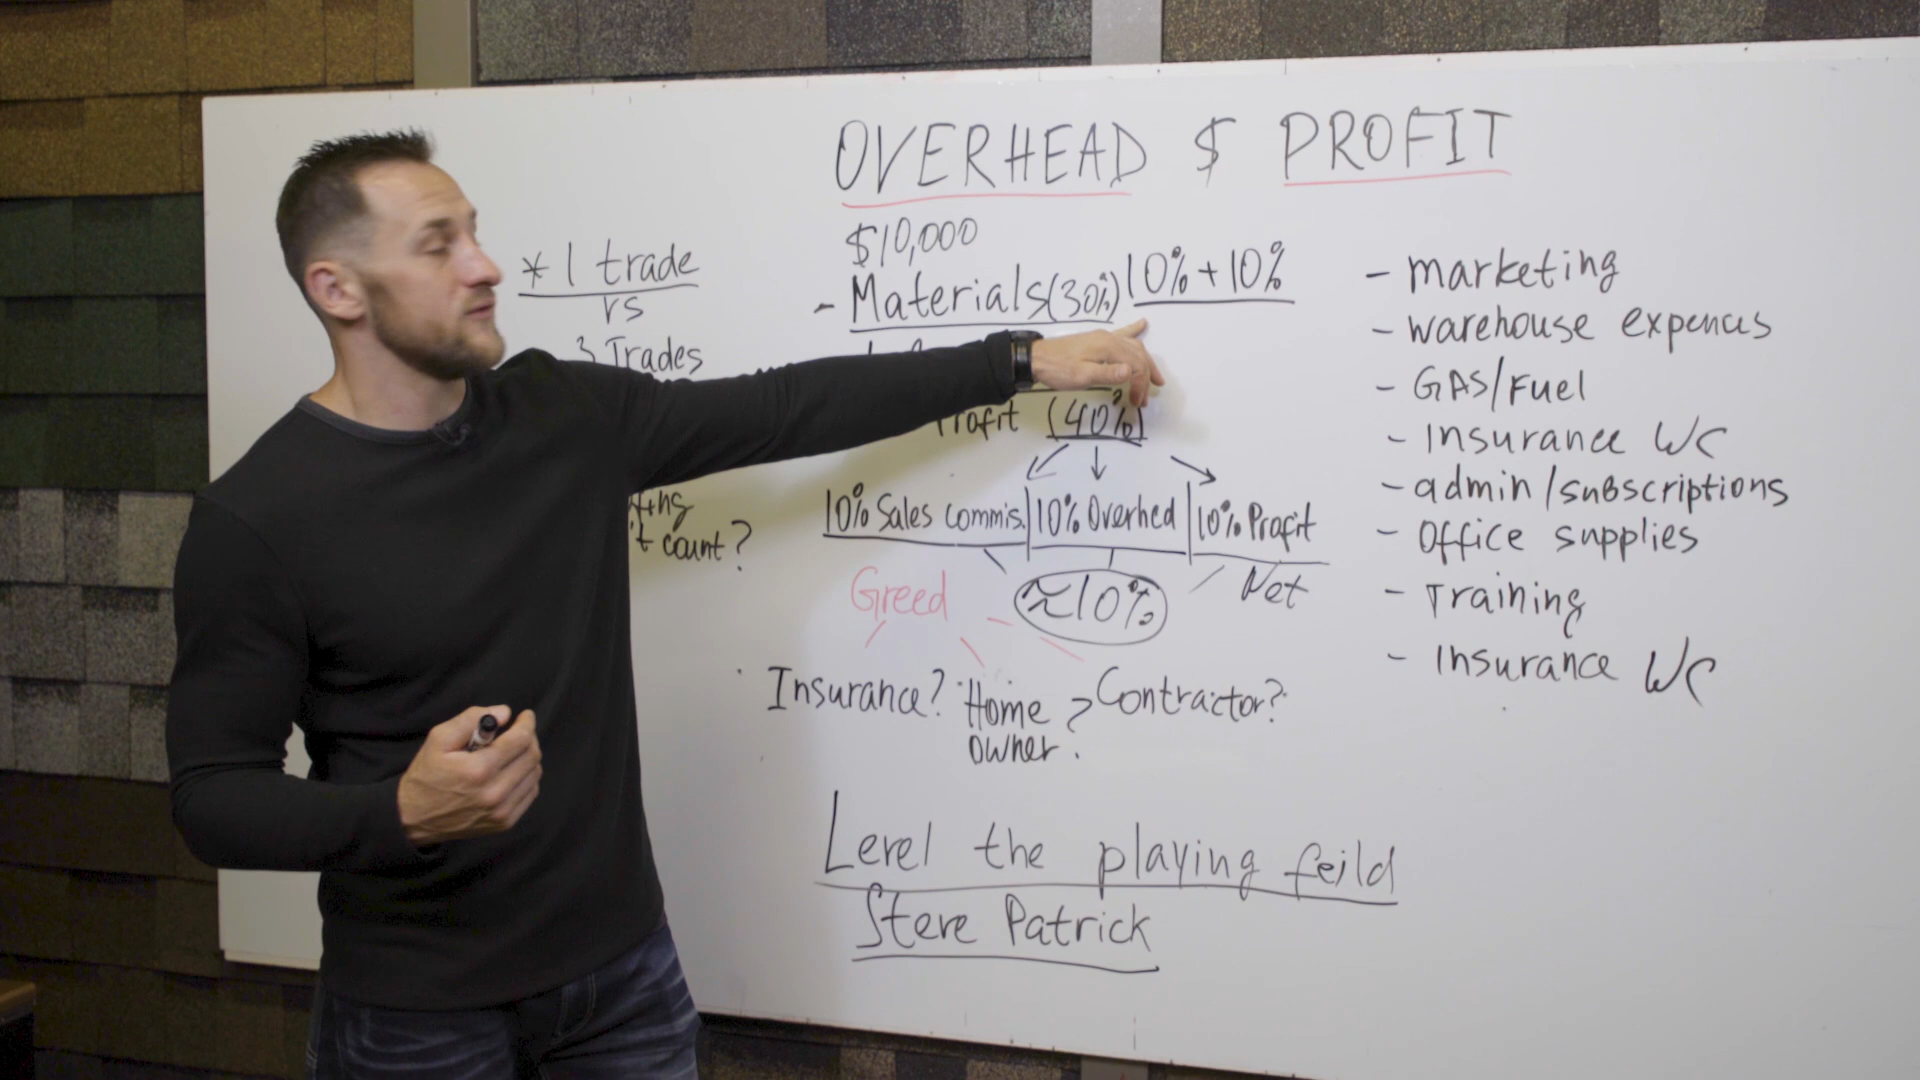 OVERHEAD $ PROFIT
$10,000
- Materials (30%) 10% + 10%
Profit (40%)
10% Sales commis. 10% Overhed 10% Profit
≈10%
Net
Greed
Insurance? Home owner? Contractor?
Level the playing feild
Steve Patrick
* 1 trade
vs
3 Trades
't count?
- marketing
- warehouse expences
- GAS/Fuel
- Insurance WC
- admin/subscriptions
- Office supplies
- Training
- Insurance WC